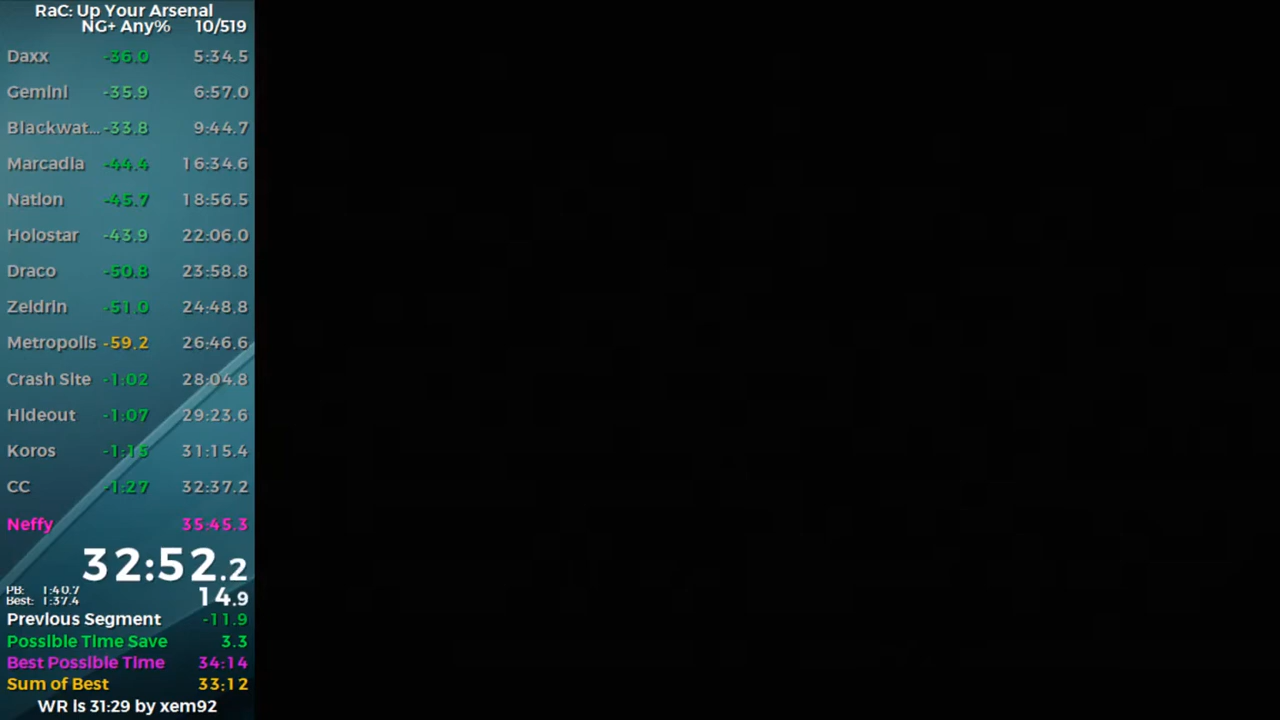 RaC: Up Your Arsenal
NG+ Any% 10/519
Daxx -36.0 5:34.5
Gemini -35.9 6:57.0
Blackwat... -33.8 9:44.7
Marcadia -44.4 16:34.6
Nation -45.7 18:56.5
Holostar -43.9 22:06.0
Draco -50.8 23:58.8
Zeldrin -51.0 24:48.8
Metropolis -59.2 26:46.6
Crash Site -1:02 28:04.8
Hideout -1:07 29:23.6
Koros -1:15 31:15.4
CC -1:27 32:37.2
Neffy 35:45.3
32:52.2
PB: 1:40.7
Best: 1:37.4
14.9
Previous Segment -11.9
Possible Time Save 3.3
Best Possible Time 34:14
Sum of Best 33:12
WR is 31:29 by xem92